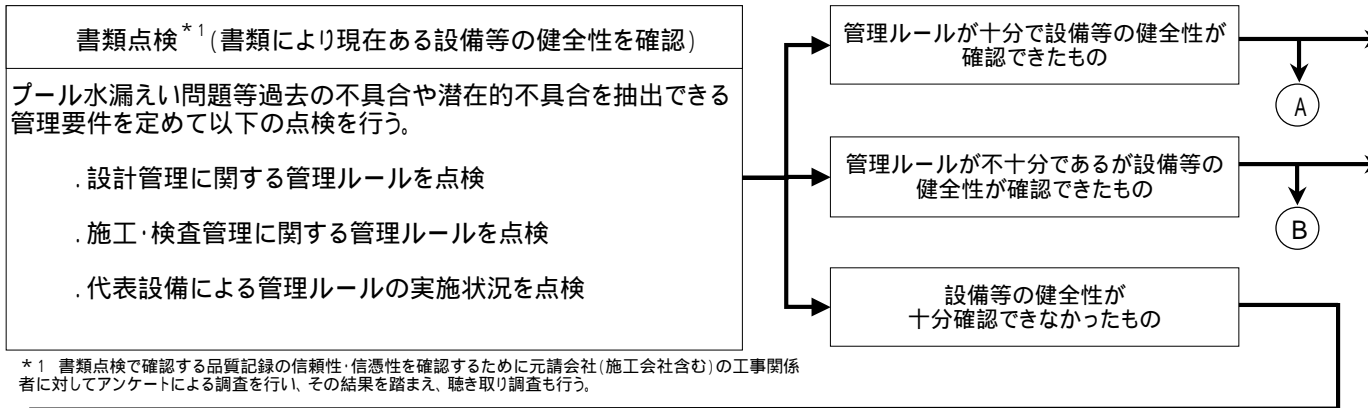 書類点検*1(書類により現在ある設備等の健全性を確認)
プール水漏えい問題等過去の不具合や潜在的不具合を抽出できる
管理要件を定めて以下の点検を行う。
.設計管理に関する管理ルールを点検
.施工・検査管理に関する管理ルールを点検
.代表設備による管理ルールの実施状況を点検
管理ルールが十分で設備等の健全性が
確認できたもの
A
管理ルールが不十分であるが設備等の
健全性が確認できたもの
B
設備等の健全性が
十分確認できなかったもの
*1 書類点検で確認する品質記録の信頼性・信憑性を確認するために元請会社(施工会社含む)の工事関係
者に対してアンケートによる調査を行い、その結果を踏まえ、聴き取り調査も行う。